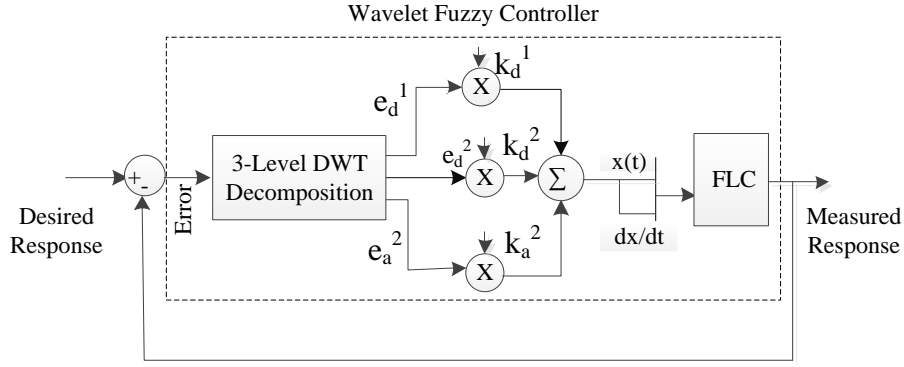 Wavelet Fuzzy Controller
k_d^1
X
e_d^1
3-Level DWT
Decomposition
e_d^2
k_d^2
X
Σ
x(t)
dx/dt
FLC
+
-
Error
Desired
Response
Measured
Response
e_a^2
k_a^2
X